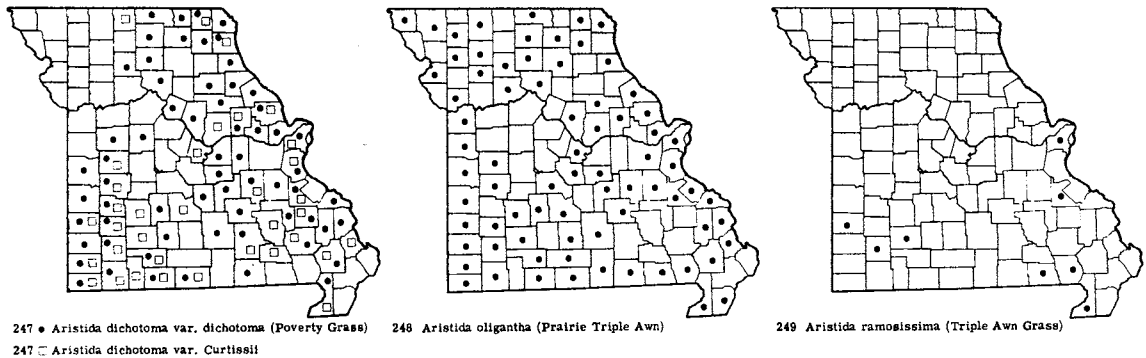 247 ● Aristida dichotoma var. dichotoma (Poverty Grass)
247 □ Aristida dichotoma var. Curtissii
248 Aristida oligantha (Prairie Triple Awn)
249 Aristida ramosissima (Triple Awn Grass)